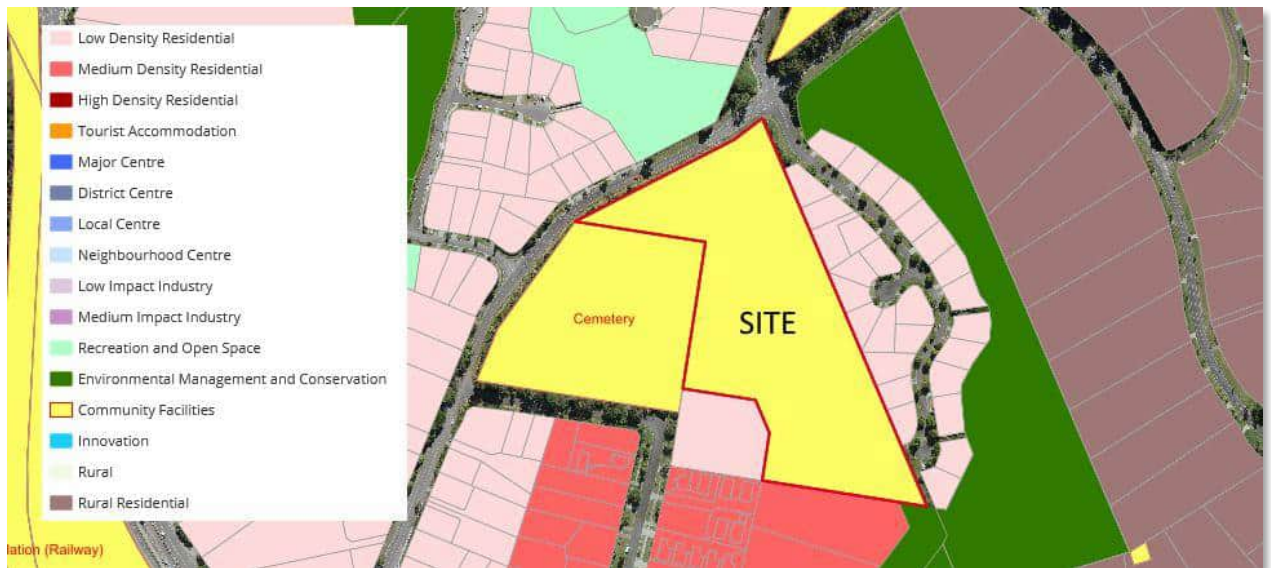 Low Density Residential
Medium Density Residential
High Density Residential
Tourist Accommodation
Major Centre
District Centre
Local Centre
Neighbourhood Centre
Low Impact Industry
Medium Impact Industry
Recreation and Open Space
Environmental Management and Conservation
Community Facilities
Innovation
Rural
Rural Residential
Cemetery
SITE
lation (Railway)